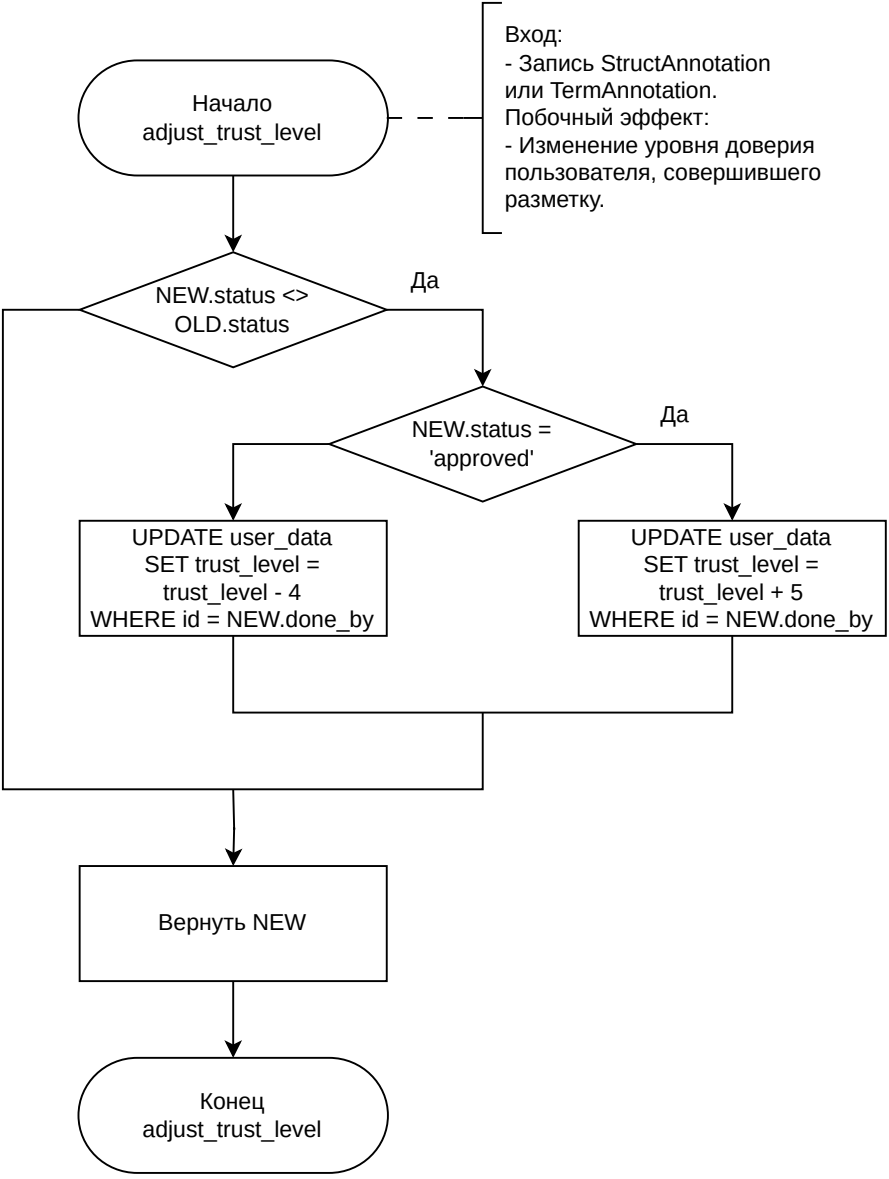 Начало
adjust_trust_level
Вход:
- Запись StructAnnotation
или TermAnnotation.
Побочный эффект:
- Изменение уровня доверия
пользователя, совершившего
разметку.
NEW.status <>
OLD.status
Да
NEW.status =
'approved'
Да
UPDATE user_data
SET trust_level =
trust_level - 4
WHERE id = NEW.done_by
UPDATE user_data
SET trust_level =
trust_level + 5
WHERE id = NEW.done_by
Вернуть NEW
Конец
adjust_trust_level